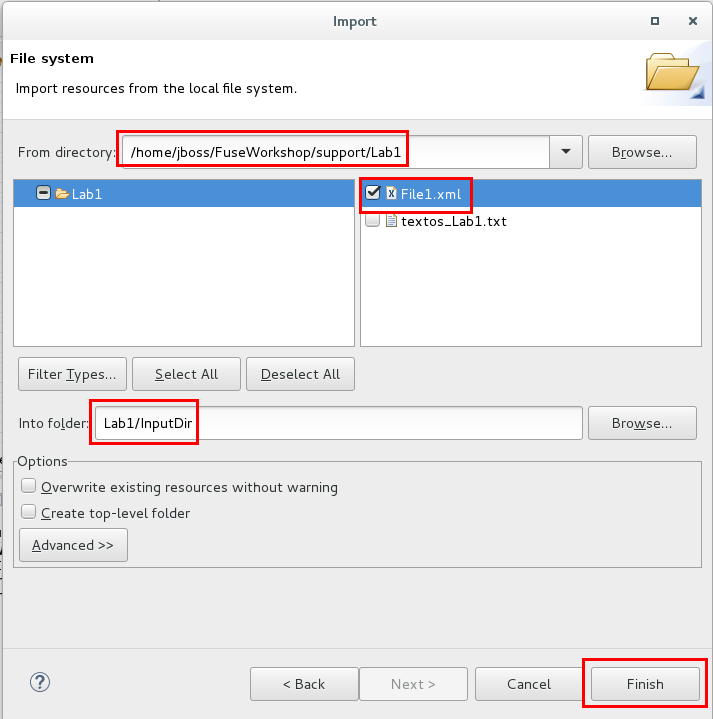 Import
File system
Import resources from the local file system.
From directory: /home/jboss/FuseWorkshop/support/Lab1 Browse...
Lab1 File1.xml
textos_Lab1.txt
Filter Types... Select All Deselect All
Into folder: Lab1/InputDir Browse...
Options
Overwrite existing resources without warning
Create top-level folder
Advanced >>
? < Back Next > Cancel Finish